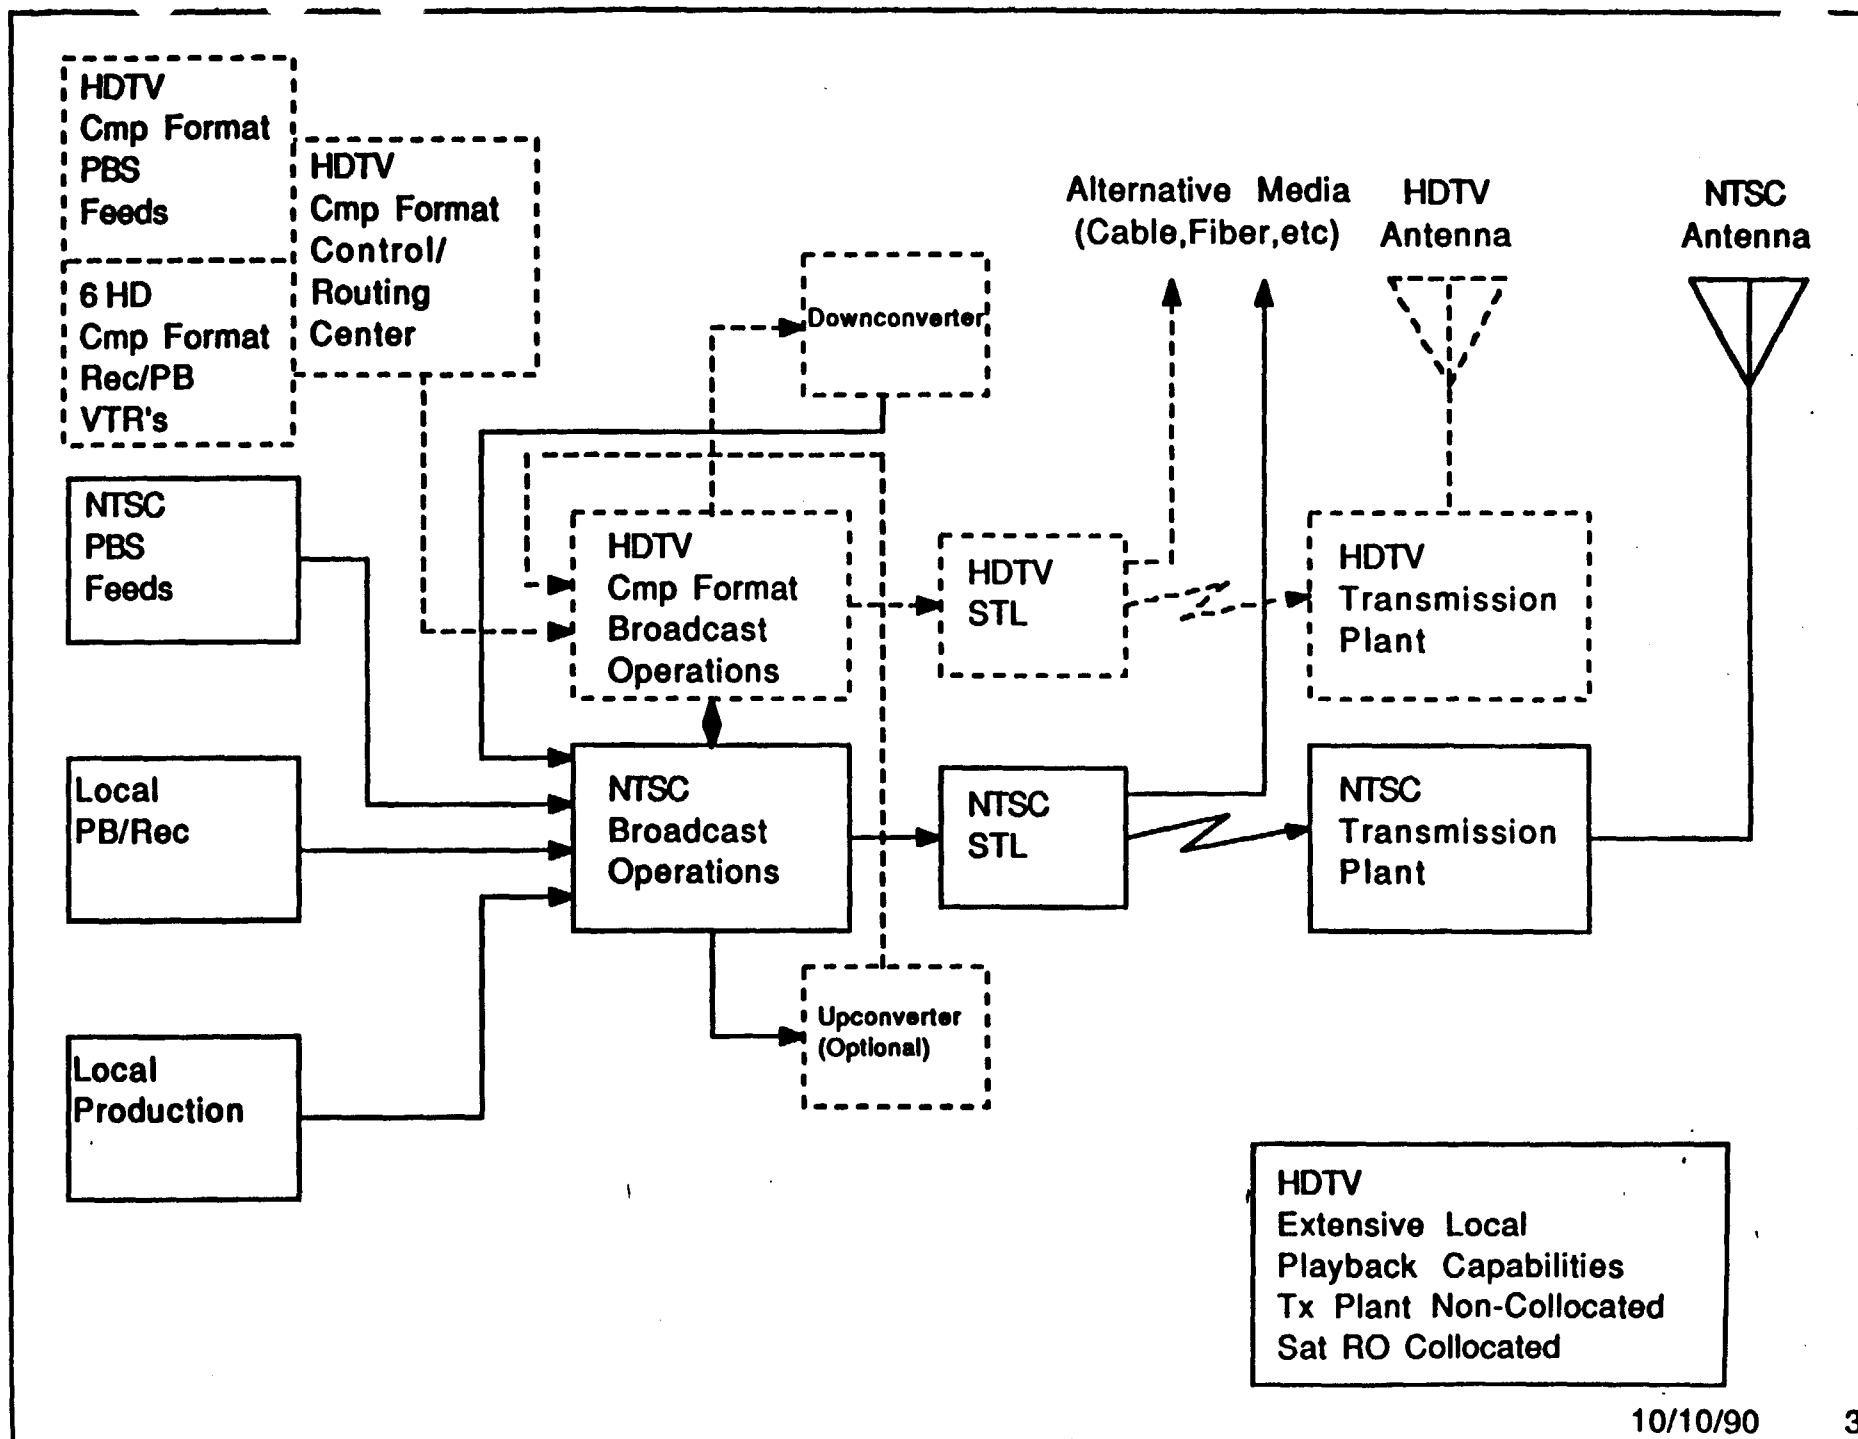 HDTV
Cmp Format
PBS
Feeds
6 HD
Cmp Format
Rec/PB
VTR's
HDTV
Cmp Format
Control/
Routing
Center
Downconverter
Alternative Media
(Cable,Fiber,etc)
HDTV
Antenna
NTSC
Antenna
NTSC
PBS
Feeds
HDTV
Cmp Format
Broadcast
Operations
HDTV
STL
HDTV
Transmission
Plant
Local
PB/Rec
NTSC
Broadcast
Operations
NTSC
STL
NTSC
Transmission
Plant
Upconverter
(Optional)
Local
Production
HDTV
Extensive Local
Playback Capabilities
Tx Plant Non-Collocated
Sat RO Collocated
10/10/90
3